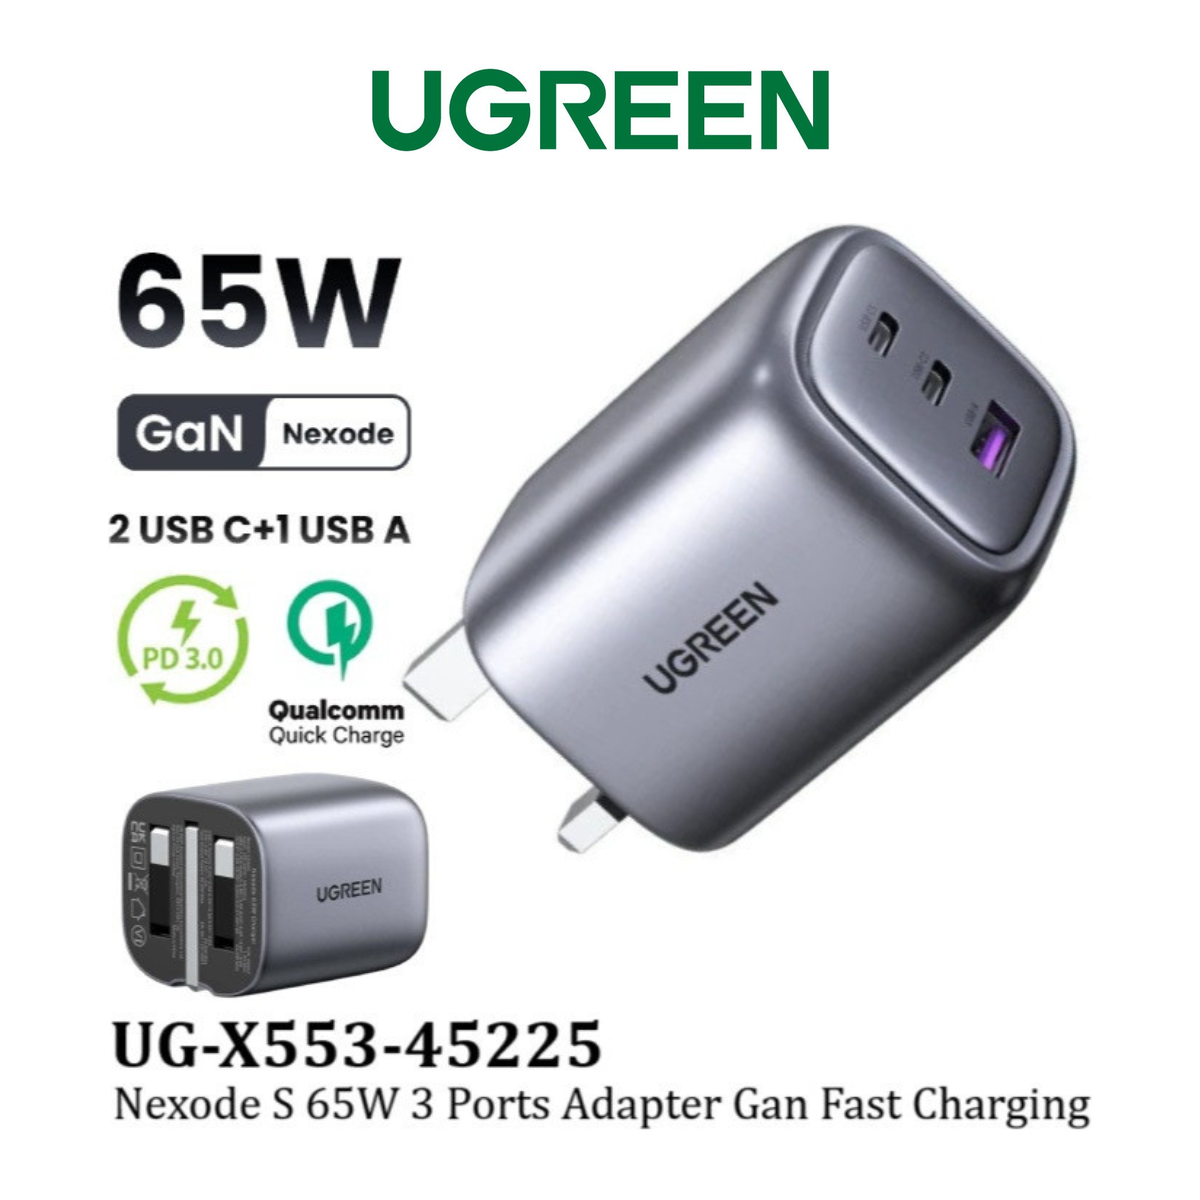 UGREEN
65W
GaN Nexode
2 USB C+1 USB A
PD 3.0
Qualcomm
Quick Charge
UGREEN
UGREEN
UG-X553-45225
Nexode S 65W 3 Ports Adapter Gan Fast Charging